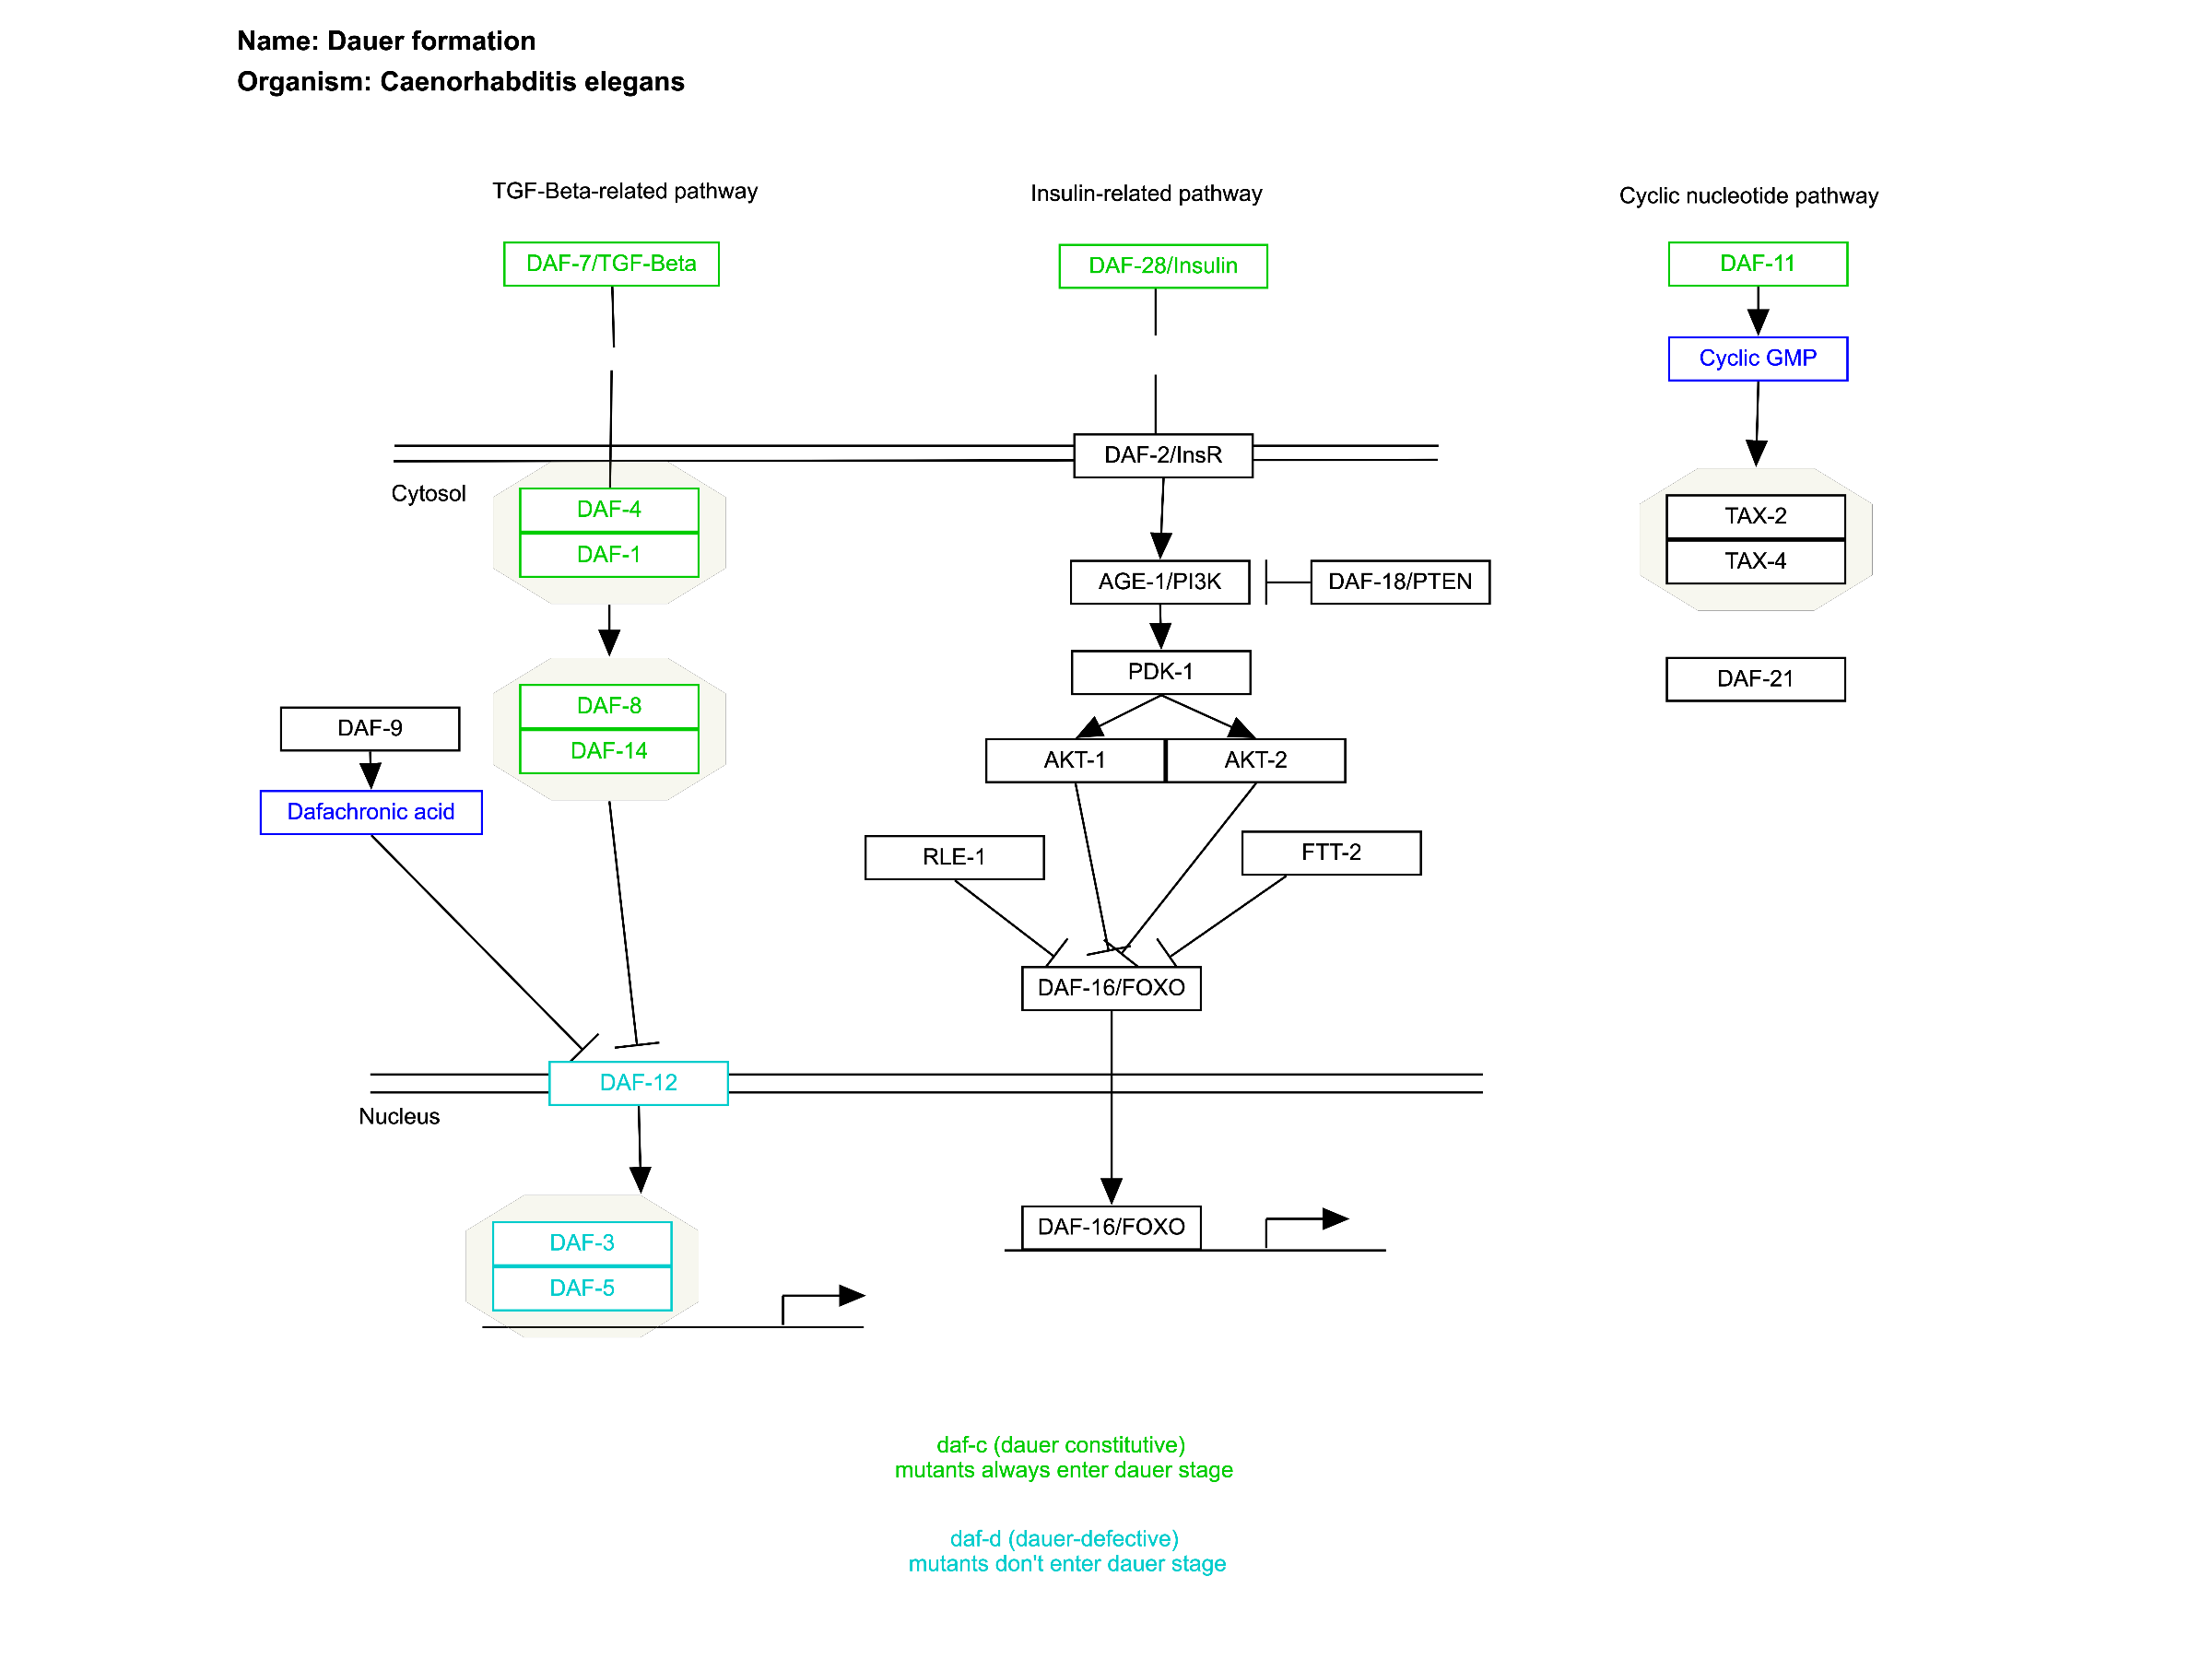 Name: Dauer formation
Organism: Caenorhabditis elegans
TGF-Beta-related pathway
Insulin-related pathway
Cyclic nucleotide pathway
DAF-7/TGF-Beta
DAF-28/Insulin
DAF-11
Cyclic GMP
DAF-2/InsR
Cytosol
DAF-4
DAF-1
TAX-2
TAX-4
AGE-1/PI3K
DAF-18/PTEN
PDK-1
DAF-21
DAF-8
DAF-14
DAF-9
Dafachronic acid
AKT-1
AKT-2
RLE-1
FTT-2
DAF-16/FOXO
DAF-12
Nucleus
DAF-16/FOXO
DAF-3
DAF-5
daf-c (dauer constitutive)
mutants always enter dauer stage
daf-d (dauer-defective)
mutants don't enter dauer stage